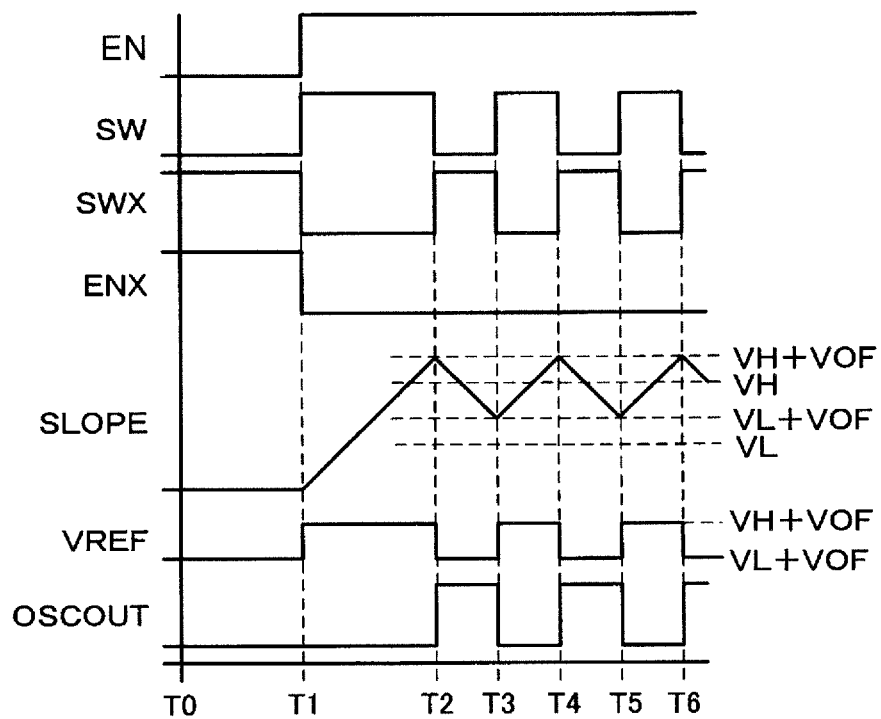 EN
SW
SWX
ENX
SLOPE
VH+VOF
VH
VL+VOF
VL
VREF
VH+VOF
VL+VOF
OSCOUT
T0 T1 T2 T3 T4 T5 T6